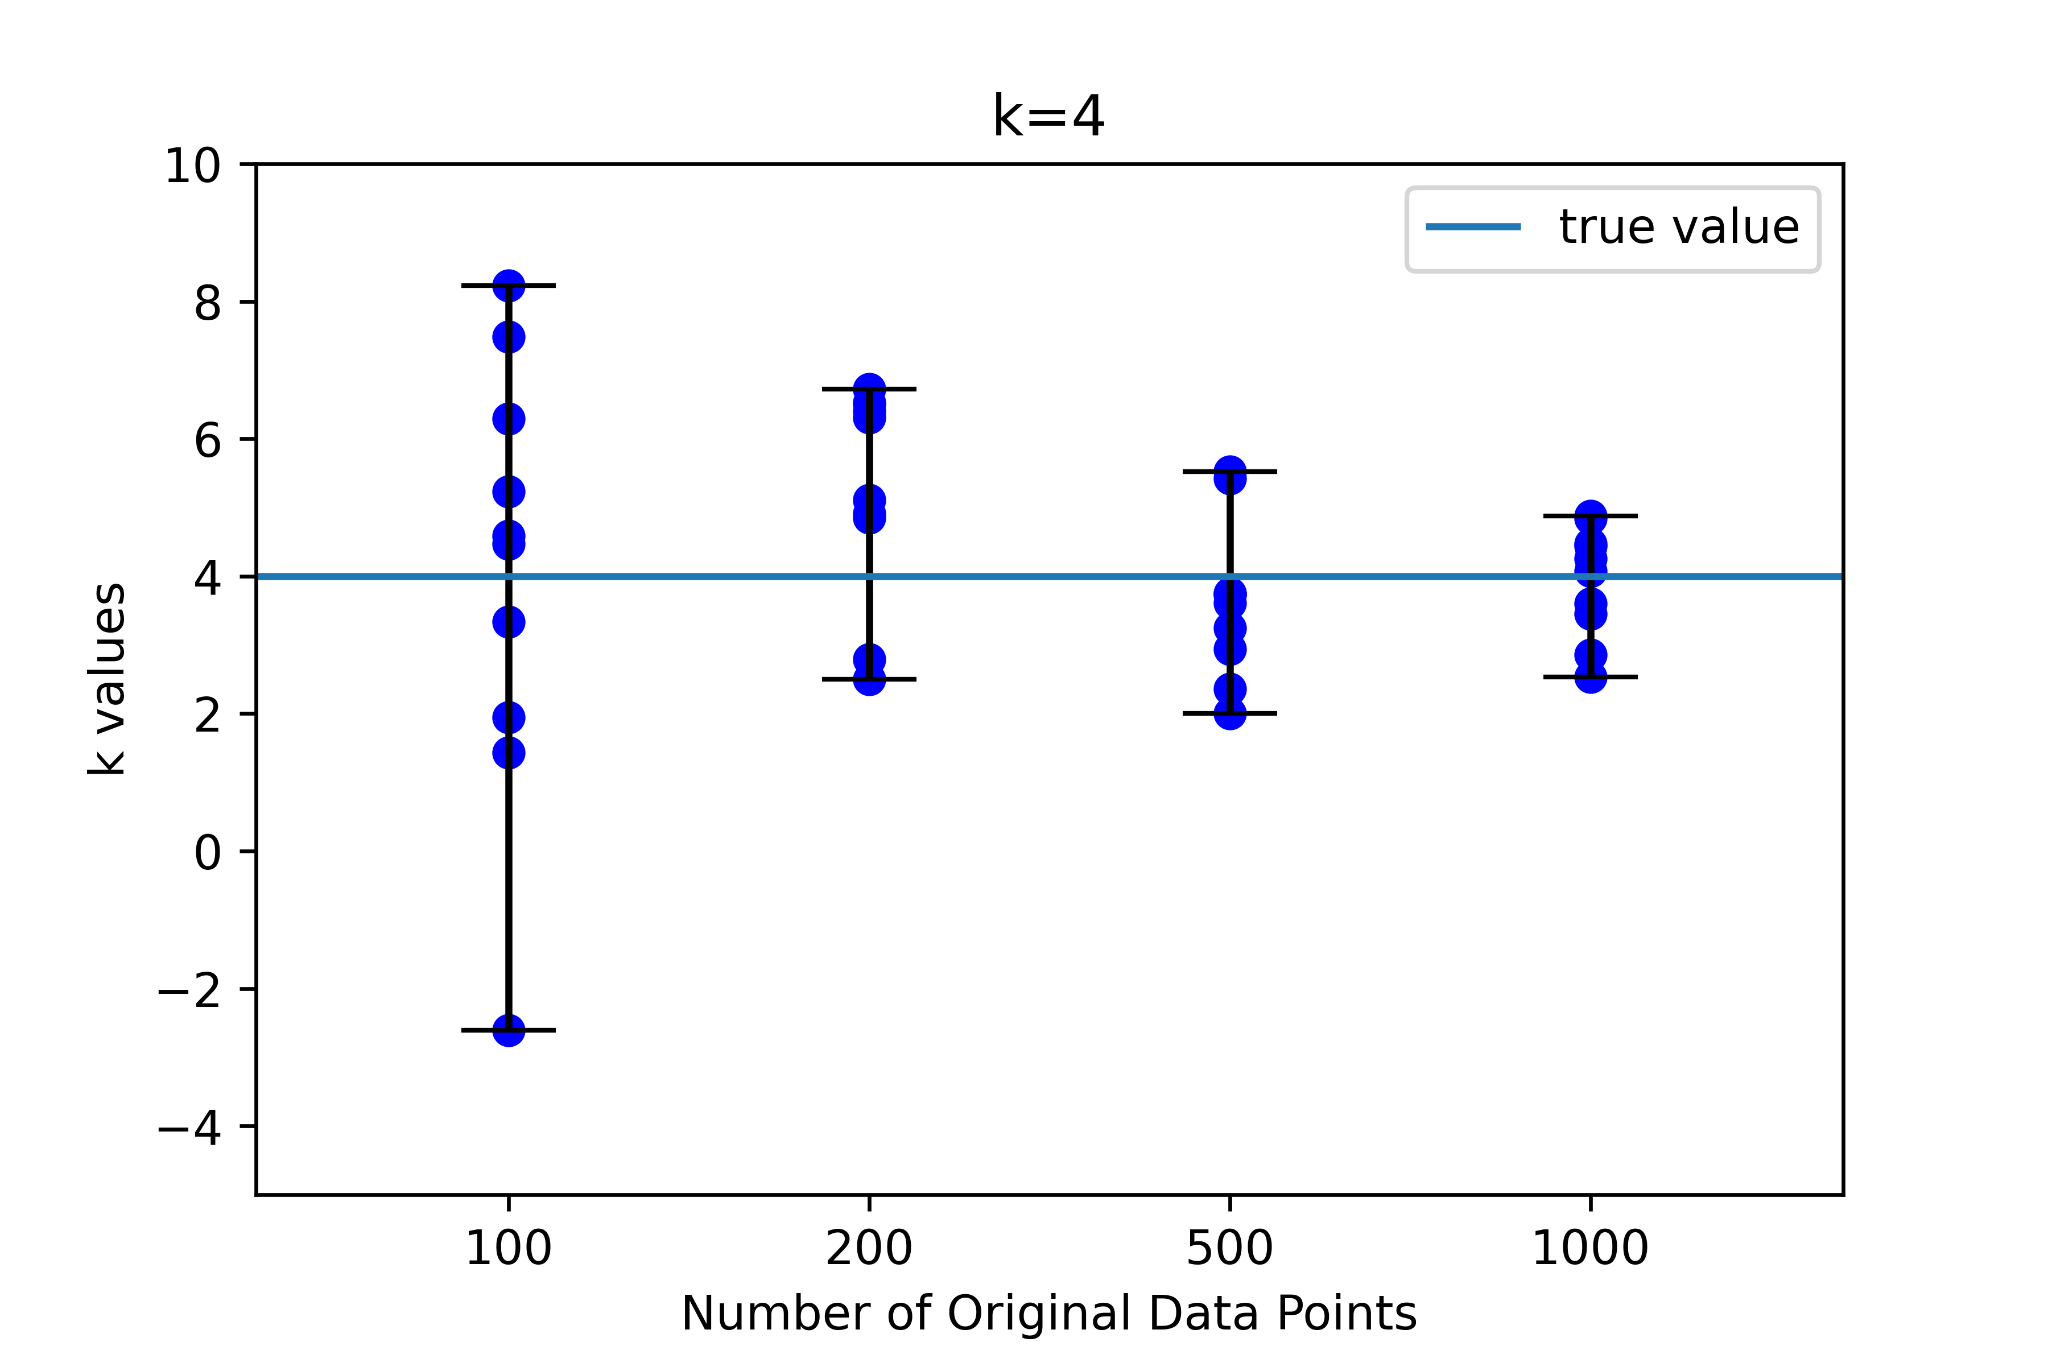 k=4
true value
k values
10
8
6
4
2
0
−2
−4
100 200 500 1000
Number of Original Data Points